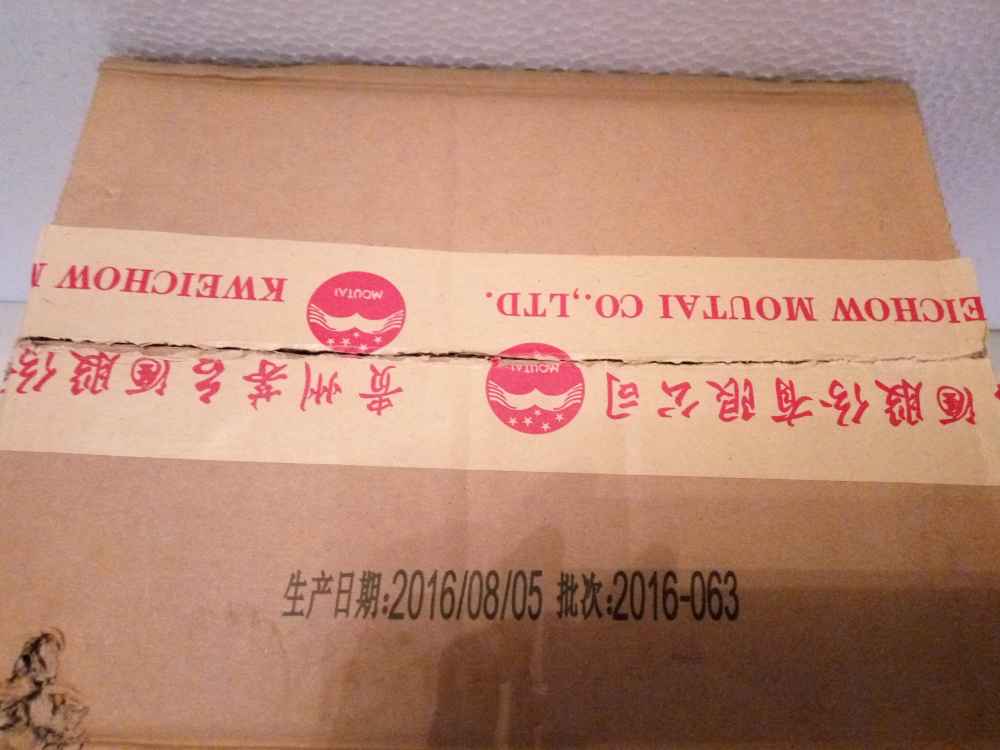 EICHOW MOUTAI CO.,LTD. MOUTAI KWEICHOW M
酒股份有限公司 MOUTAI 贵州茅台酒股份
生产日期:2016/08/05 批次:2016-063